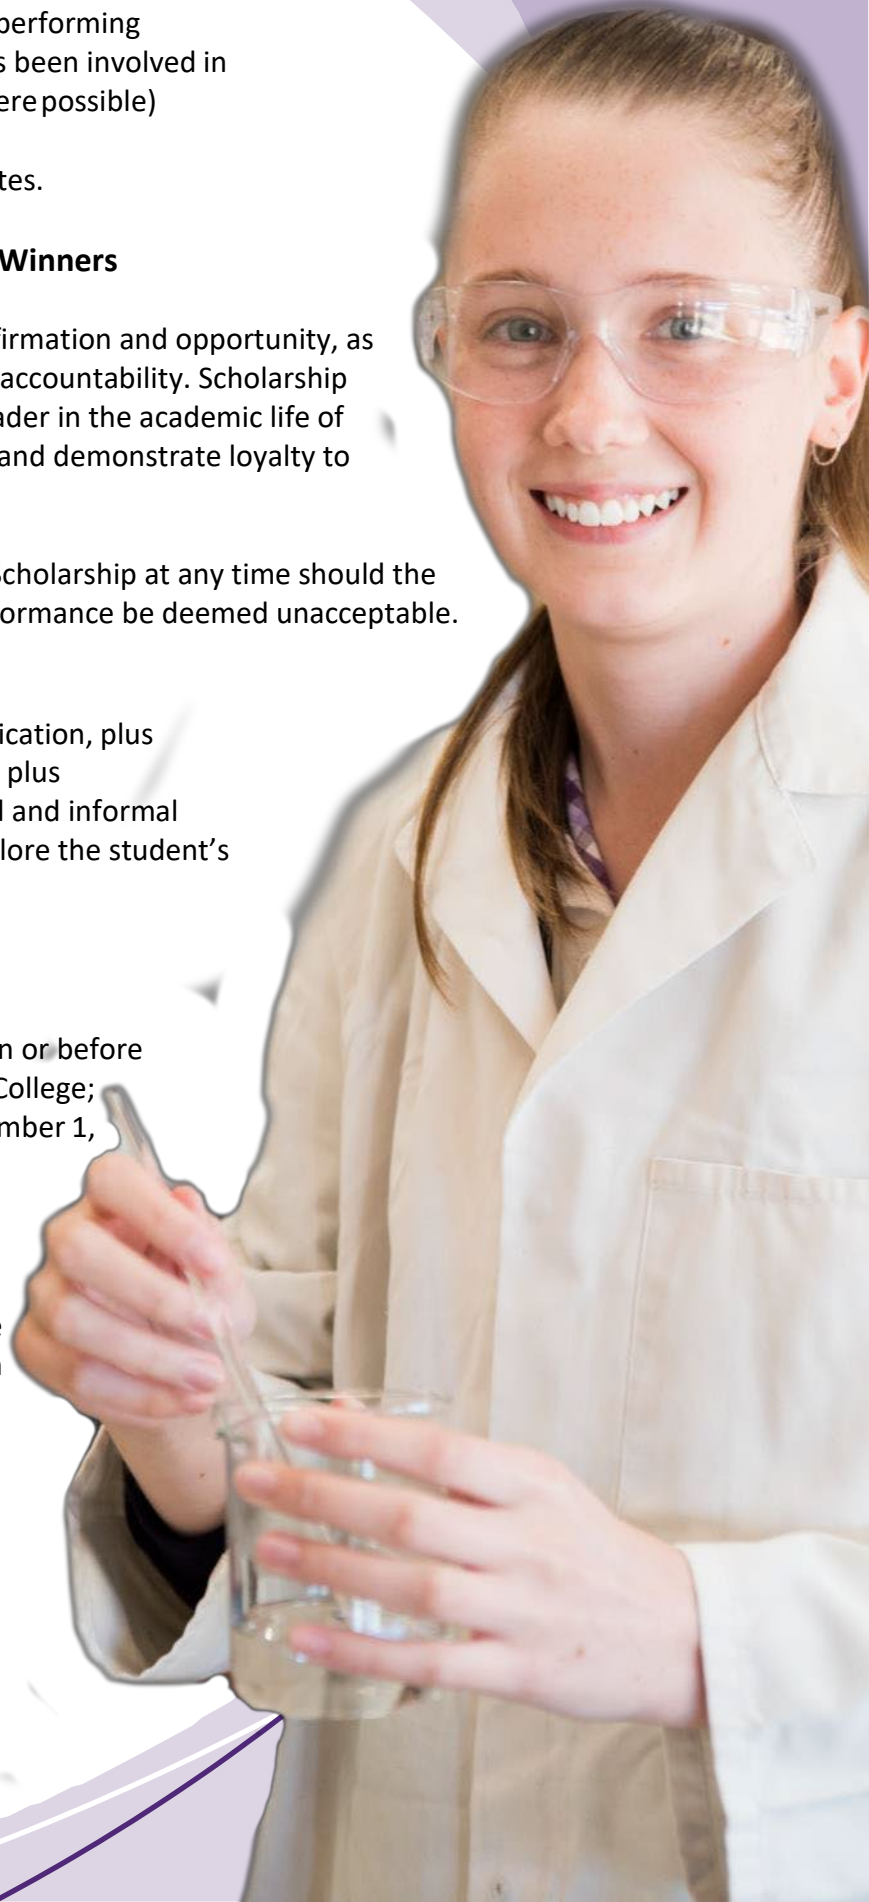 performing
s been involved in
ere possible)
tes.
Winners
firmation and opportunity, as
accountability. Scholarship
ader in the academic life of
and demonstrate loyalty to
Scholarship at any time should the
ormance be deemed unacceptable.
ication, plus
plus
l and informal
lore the student’s
n or before
College;
mber 1,